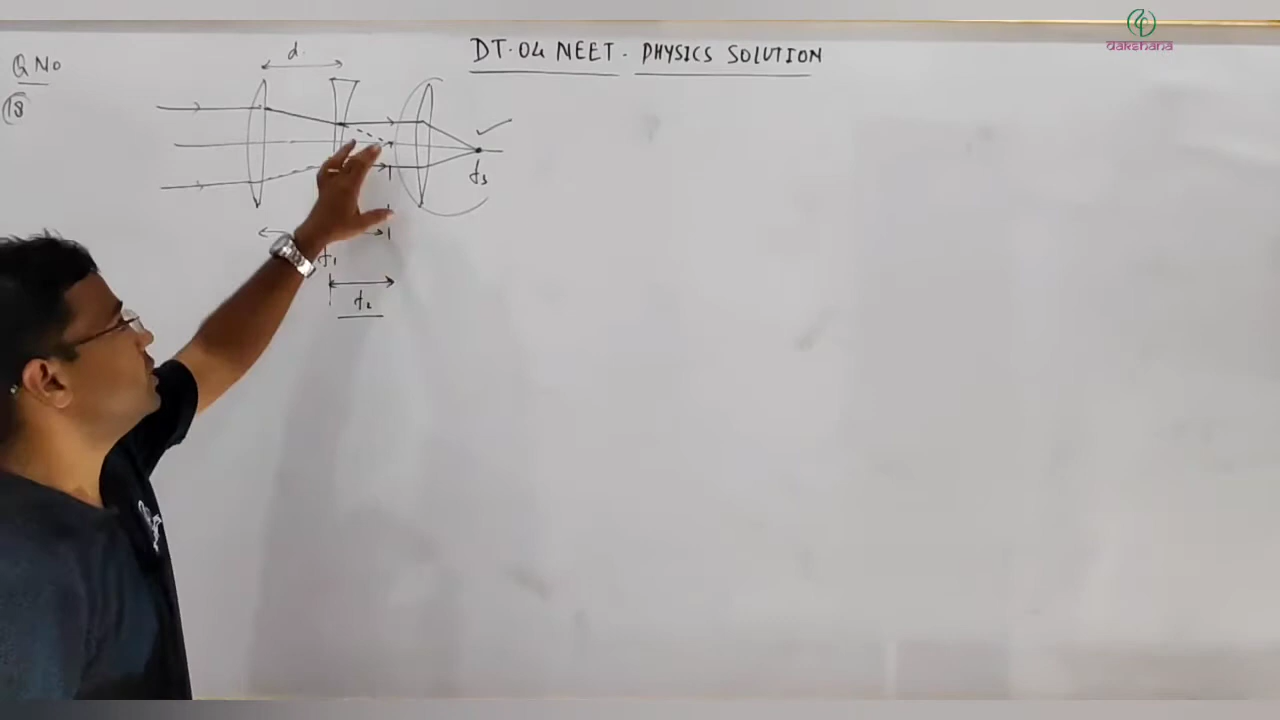 DT.04 NEET - PHYSICS SOLUTION
dakshana
Q No
18
d
f₃
f₁
f₂